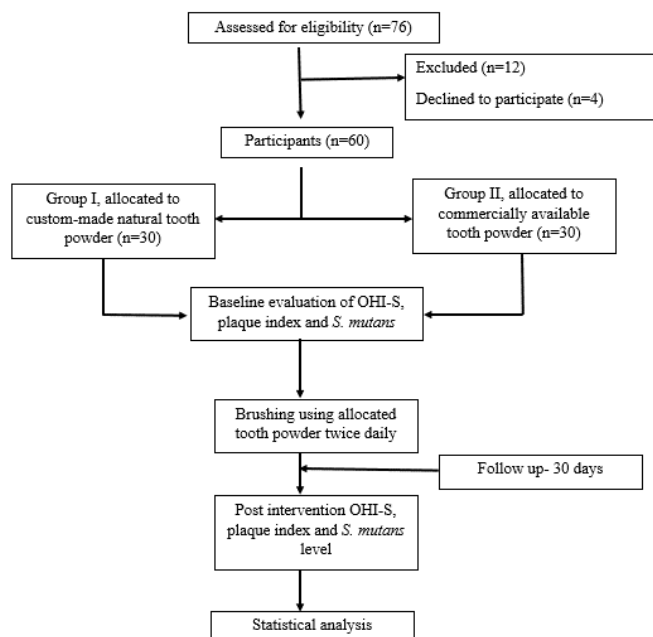 Assessed for eligibility (n=76)
Excluded (n=12)
Declined to participate (n=4)
Participants (n=60)
Group I, allocated to
custom-made natural tooth
powder (n=30)
Group II, allocated to
commercially available
tooth powder (n=30)
Baseline evaluation of OHI-S,
plaque index and S. mutans
Brushing using allocated
tooth powder twice daily
Follow up- 30 days
Post intervention OHI-S,
plaque index and S. mutans
level
Statistical analysis